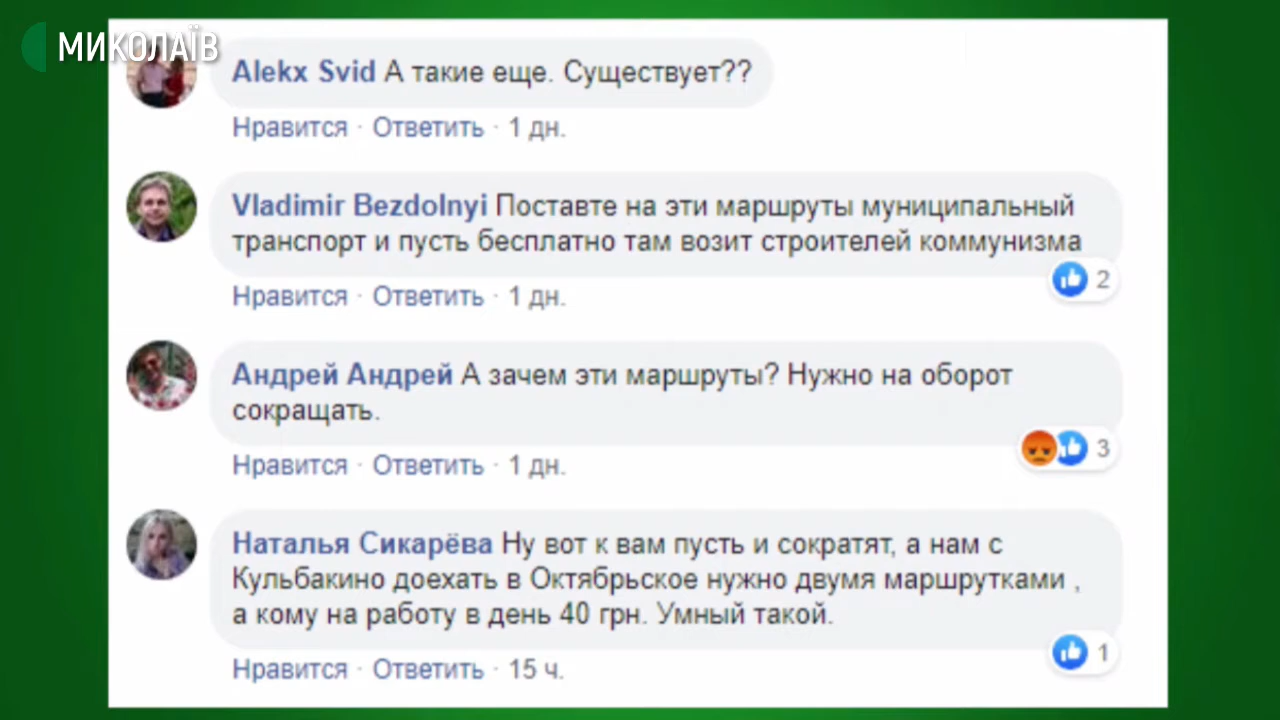 МИКОЛАЇВ
Alekx Svid А такие еще. Существует??
Нравится · Ответить · 1 дн.
Vladimir Bezdolnyi Поставте на эти маршруты муниципальный
транспорт и пусть бесплатно там возит строителей коммунизма
2
Нравится · Ответить · 1 дн.
Андрей Андрей А зачем эти маршруты? Нужно на оборот
сокращать.
3
Нравится · Ответить · 1 дн.
Наталья Сикарёва Ну вот к вам пусть и сократят, а нам с
Кульбакино доехать в Октябрьское нужно двумя маршрутками ,
а кому на работу в день 40 грн. Умный такой.
1
Нравится · Ответить · 15 ч.